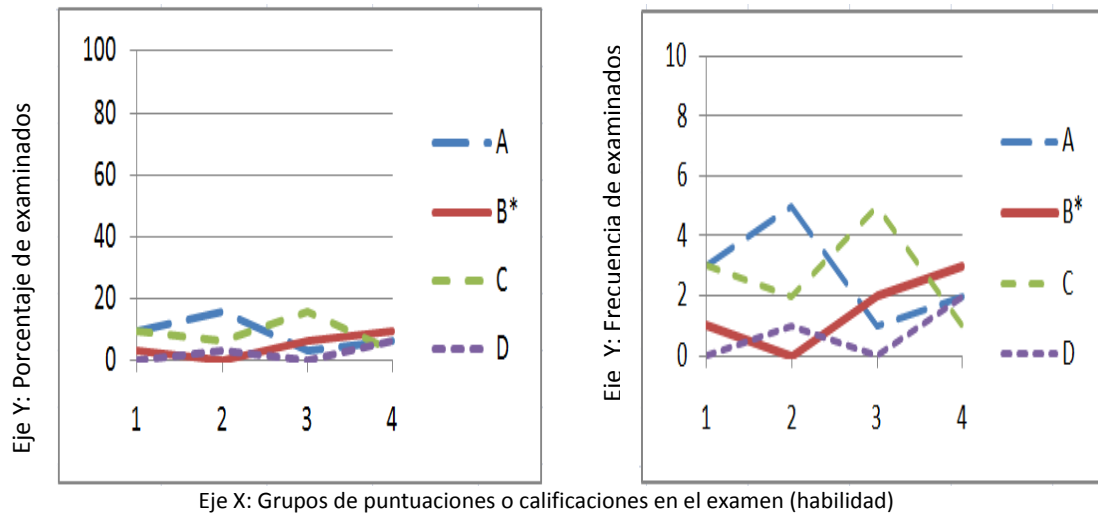 Eje Y: Porcentaje de examinados
100
80
60
40
20
0
1 2 3 4
A
B*
C
D
Eie Y: Frecuencia de examinados
10
8
6
4
2
0
1 2 3 4
A
B*
C
D
Eje X: Grupos de puntuaciones o calificaciones en el examen (habilidad)